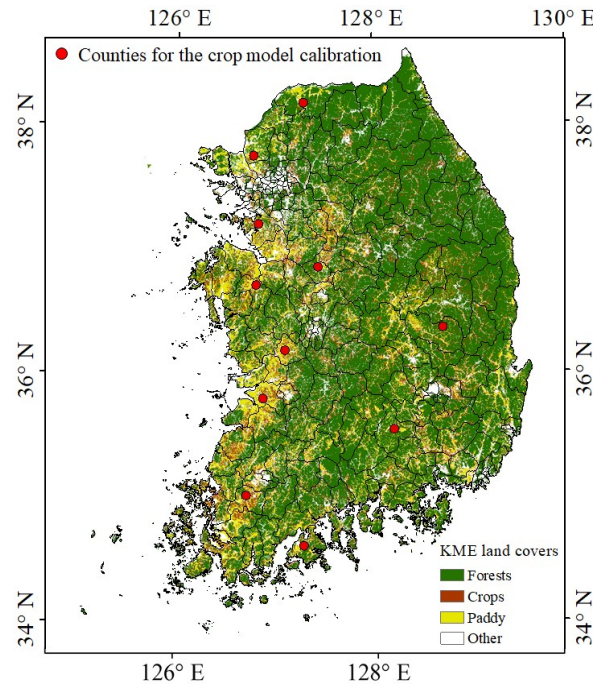 126° E 128° E 130° E
Counties for the crop model calibration
38° N 38° N
36° N 36° N
34° N 34° N
KME land covers
Forests
Crops
Paddy
Other
126° E 128° E